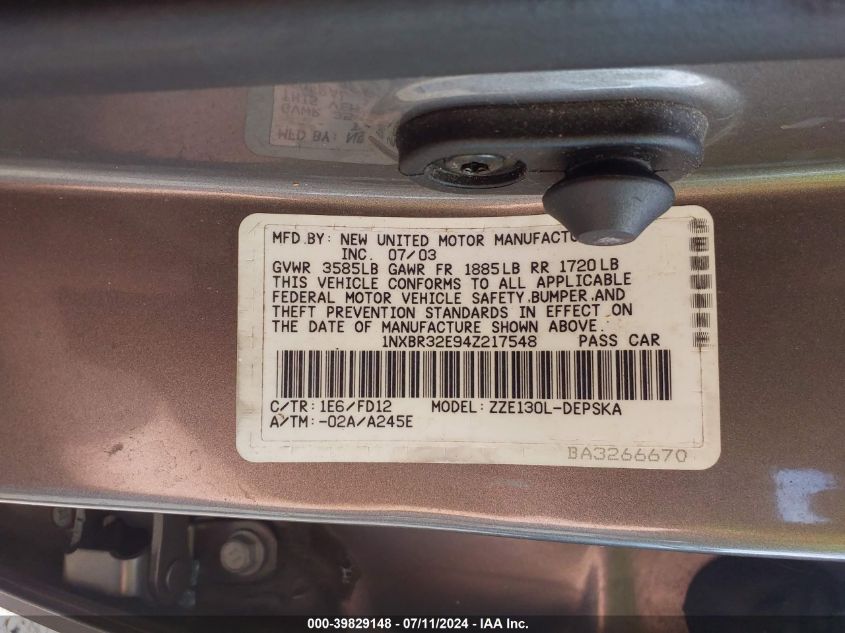 MFD.BY: NEW UNITED MOTOR MANUFACTU
INC. 07/03
GVWR 3585LB GAWR FR 1885LB RR 1720LB
THIS VEHICLE CONFORMS TO ALL APPLICABLE
FEDERAL MOTOR VEHICLE SAFETY,BUMPER,AND
THEFT PREVENTION STANDARDS IN EFFECT ON
THE DATE OF MANUFACTURE SHOWN ABOVE.
1NXBR32E94Z217548 PASS CAR
C/TR: 1E6/FD12 MODEL: ZZE130L-DEPSKA
A/TM: -02A/A245E
BA3266670
000-39829148 - 07/11/2024 - IAA Inc.